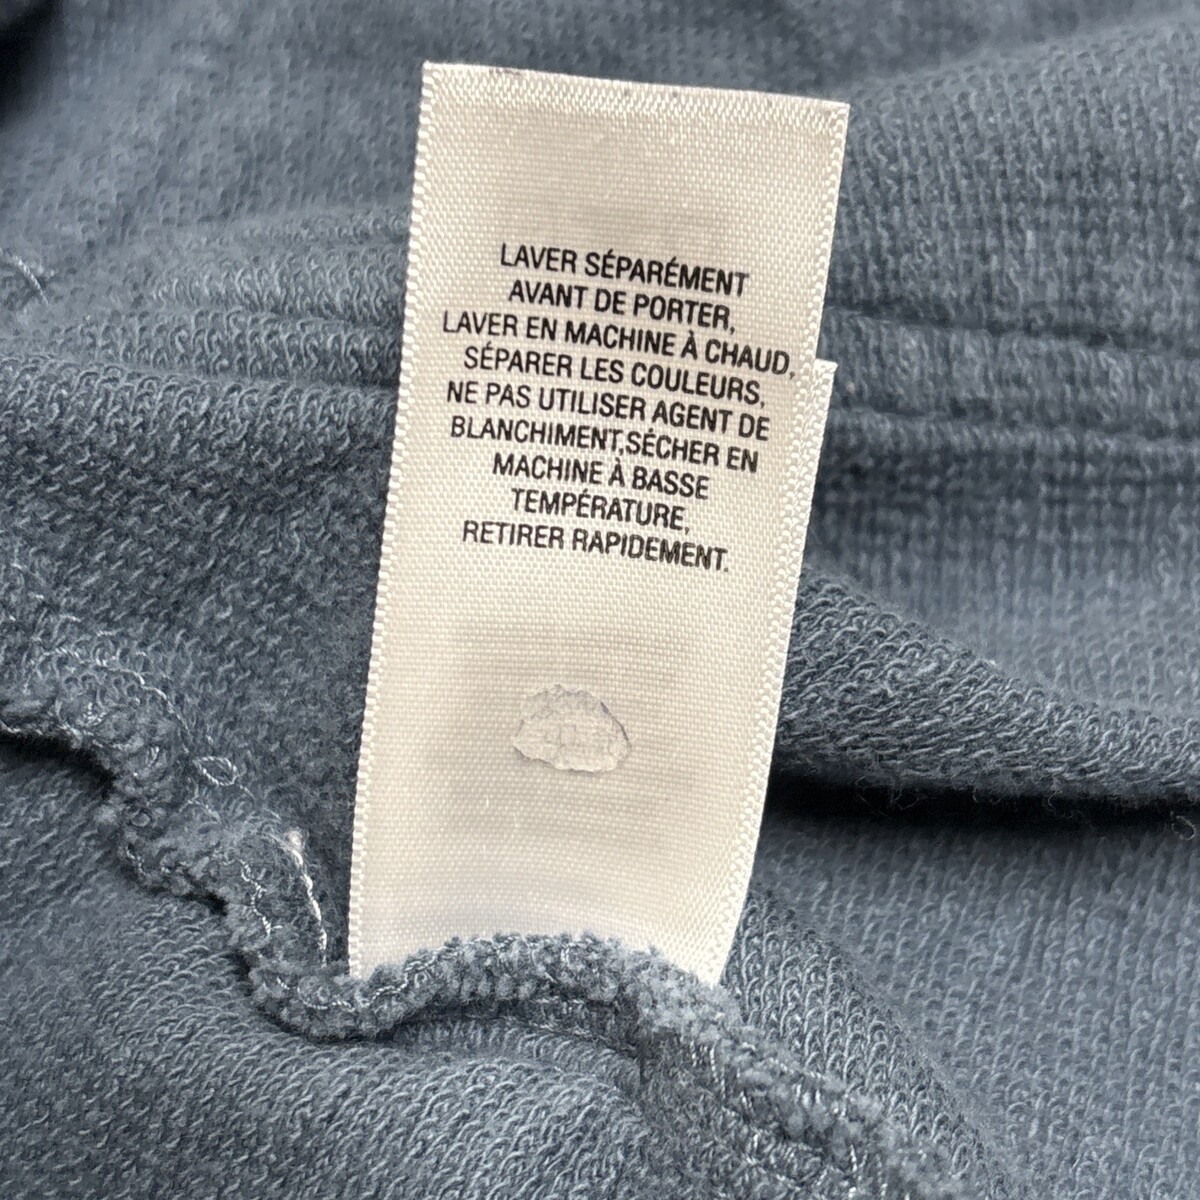 LAVER SÉPARÉMENT
AVANT DE PORTER,
LAVER EN MACHINE À CHAUD,
SÉPARER LES COULEURS,
NE PAS UTILISER AGENT DE
BLANCHIMENT,SÉCHER EN
MACHINE À BASSE
TEMPÉRATURE,
RETIRER RAPIDEMENT.